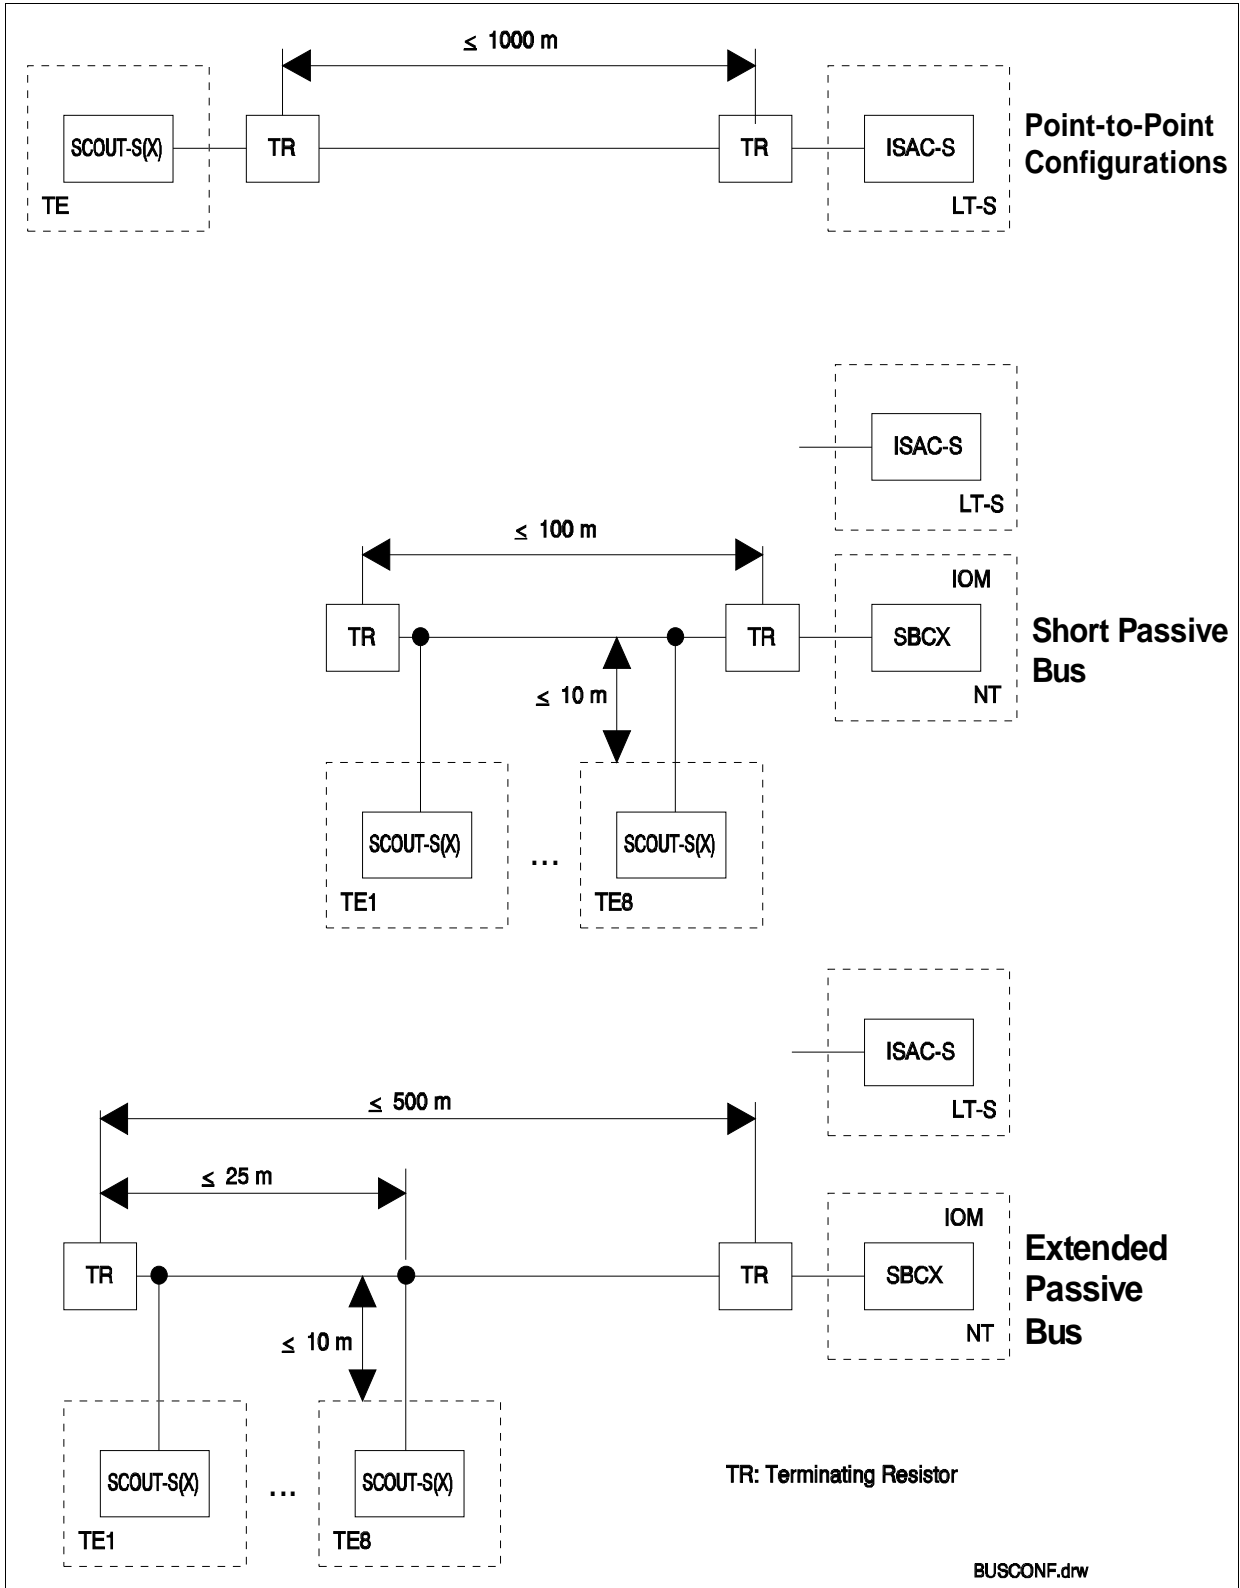 ≤ 1000 m
SCOUT-S(X)
TR
TR
ISAC-S
TE
LT-S
Point-to-Point
Configurations
ISAC-S
LT-S
≤ 100 m
IOM
TR
TR
SBCX
NT
Short Passive
Bus
≤ 10 m
SCOUT-S(X)
...
SCOUT-S(X)
TE1
TE8
ISAC-S
LT-S
≤ 500 m
≤ 25 m
IOM
TR
TR
SBCX
NT
Extended
Passive
Bus
≤ 10 m
SCOUT-S(X)
...
SCOUT-S(X)
TE1
TE8
TR: Terminating Resistor
BUSCONF.drw